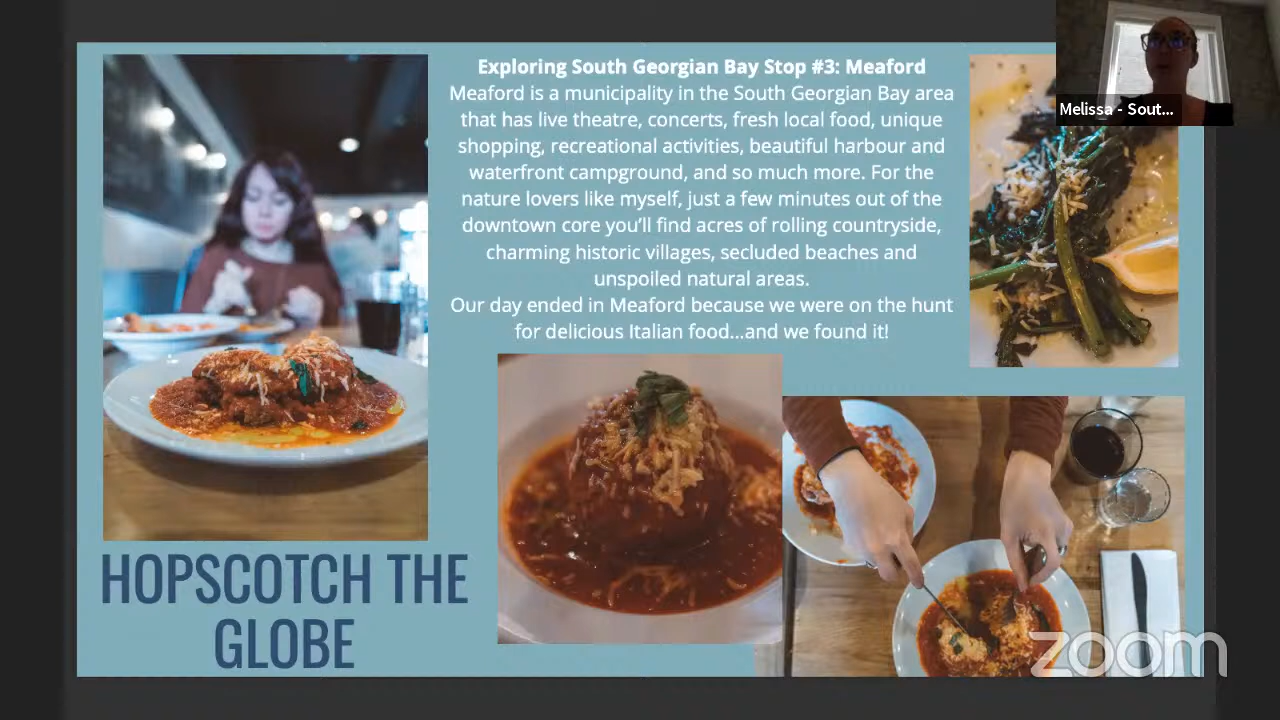 Exploring South Georgian Bay Stop #3: Meaford
Meaford is a municipality in the South Georgian Bay area
that has live theatre, concerts, fresh local food, unique
shopping, recreational activities, beautiful harbour and
waterfront campground, and so much more. For the
nature lovers like myself, just a few minutes out of the
downtown core you'll find acres of rolling countryside,
charming historic villages, secluded beaches and
unspoiled natural areas.
Our day ended in Meaford because we were on the hunt
for delicious Italian food...and we found it!
HOPSCOTCH THE
GLOBE
Melissa - Sout...
zoom